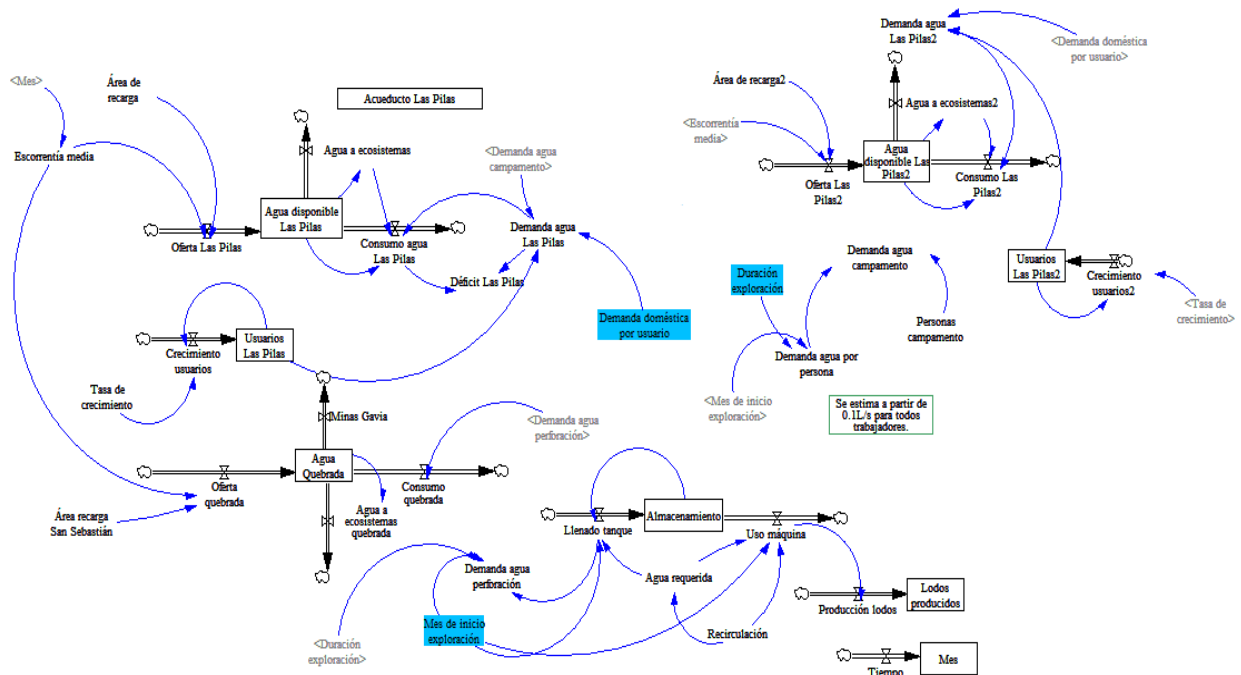 Demanda agua
Las Pilas2
<Demanda doméstica
por usuario>
<Mes>
Área de
recarga
Acueducto Las Pilas
Área de recarga2
Agua a ecosistemas2
<Escorrentía
media>
Escorrentía media
Agua a ecosistemas
<Demanda agua
campamento>
Agua
disponible Las
Pilas2
Oferta Las
Pilas2
Consumo Las
Pilas2
Agua disponible
Las Pilas
Oferta Las Pilas
Consumo agua
Las Pilas
Demanda agua
Las Pilas
Déficit Las Pilas
Demanda agua
campamento
Duración
exploración
Usuarios
Las Pilas2
Crecimiento
usuarios2
<Tasa de
crecimiento>
Demanda doméstica
por usuario
Personas
campamento
Usuarios
Las Pilas
Crecimiento
usuarios
Demanda agua por
persona
Tasa de
crecimiento
<Mes de inicio
exploración>
Se estima a partir de
0.1L/s para todos
trabajadores.
Minas Gavia
<Demanda agua
perforación>
Agua
Quebrada
Oferta
quebrada
Consumo
quebrada
Área recarga
San Sebastián
Agua a
ecosistemas
quebrada
Almacenamiento
Llenado tanque
Uso máquina
Demanda agua
perforación
Agua requerida
Lodos
producidos
Producción lodos
Mes de inicio
exploración
Recirculación
<Duración
exploración>
Mes
Tiempo